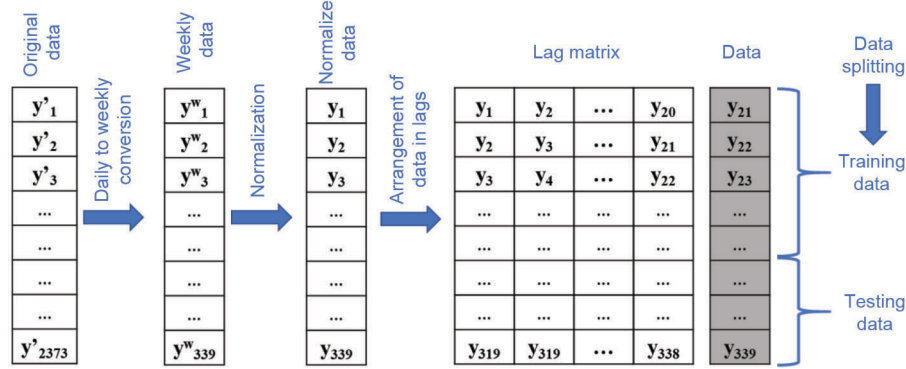 Original data
Daily to weekly conversion
Weekly data
Normalization
Normalize data
Arrangement of data in lags
Lag matrix
Data
Data splitting
y'1 yw1 y1 y1 y2 ... y20 y21
y'2 yw2 y2 y2 y3 ... y21 y22
y'3 yw3 y3 y3 y4 ... y22 y23
Training data
... ... ... ... ... ... ... ...
... ... ... ... ... ... ... ...
... ... ... ... ... ... ... ...
... ... ... ... ... ... ... ...
Testing data
y'2373 yw339 y339 y319 y319 ... y338 y339